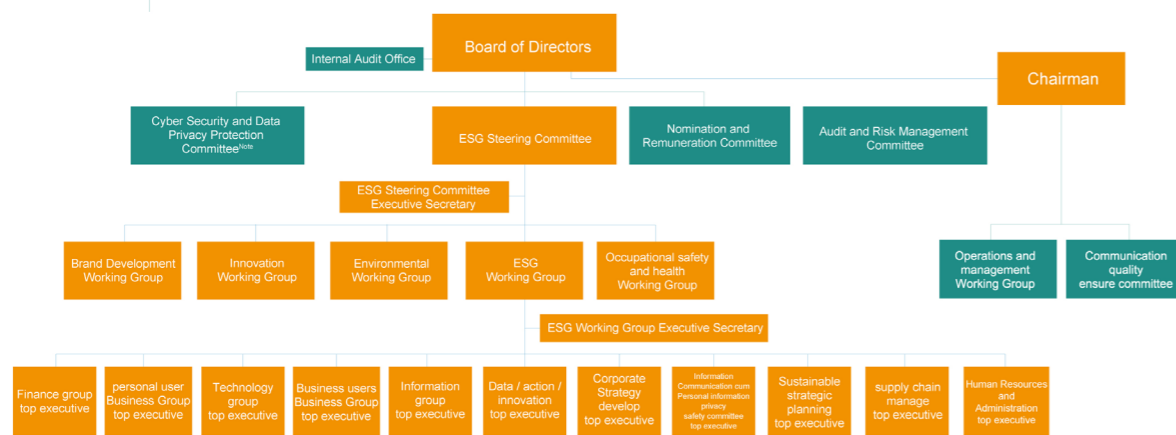 Board of Directors
Internal Audit Office
Chairman
Cyber Security and Data
Privacy Protection
Committee^Note
ESG Steering Committee
Nomination and
Remuneration Committee
Audit and Risk Management
Committee
ESG Steering Committee
Executive Secretary
Brand Development
Working Group
Innovation
Working Group
Environmental
Working Group
ESG
Working Group
Occupational safety
and health
Working Group
Operations and
management
Working Group
Communication
quality
ensure committee
ESG Working Group Executive Secretary
Finance group
top executive
personal user
Business Group
top executive
Technology
group
top executive
Business users
Business Group
top executive
Information
group
top executive
Data / action /
innovation
top executive
Corporate
Strategy
develop
top executive
Information
Communication cum
Personal information
privacy
safety committee
top executive
Sustainable
strategic
planning
top executive
supply chain
manage
top executive
Human Resources
and
Administration
top executive